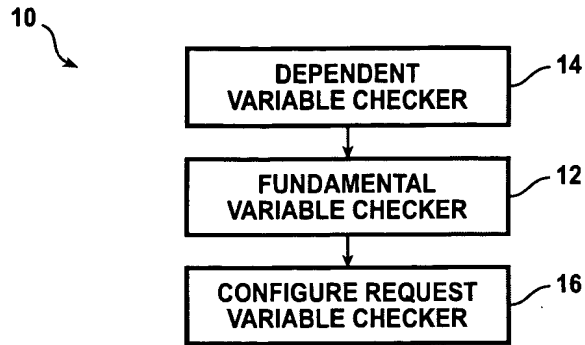 10
DEPENDENT
VARIABLE CHECKER
14
FUNDAMENTAL
VARIABLE CHECKER
12
CONFIGURE REQUEST
VARIABLE CHECKER
16